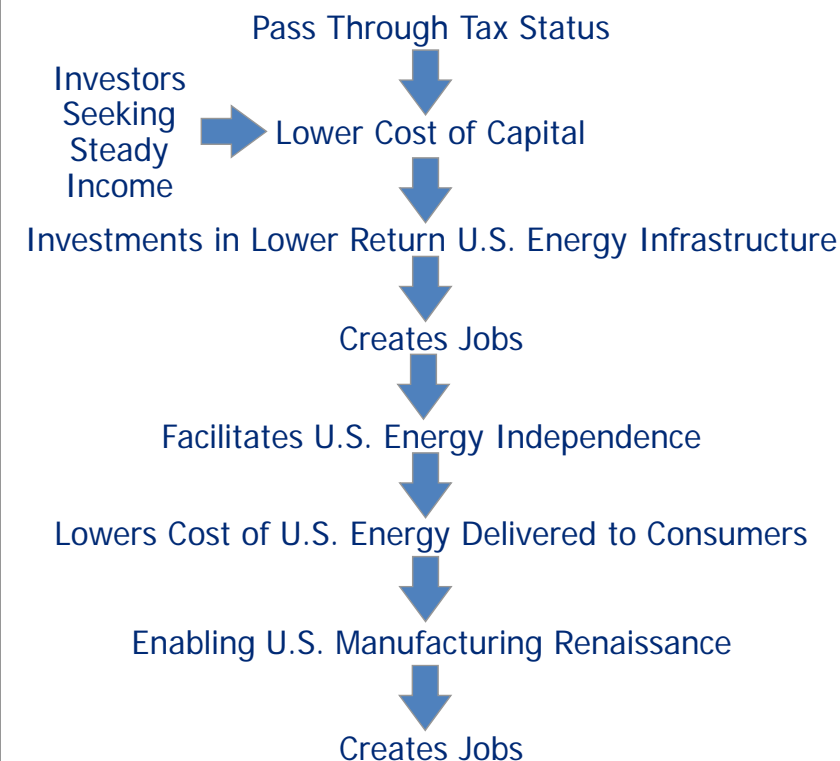 Pass Through Tax Status
Investors
Seeking
Steady
Income
Lower Cost of Capital
Investments in Lower Return U.S. Energy Infrastructure
Creates Jobs
Facilitates U.S. Energy Independence
Lowers Cost of U.S. Energy Delivered to Consumers
Enabling U.S. Manufacturing Renaissance
Creates Jobs